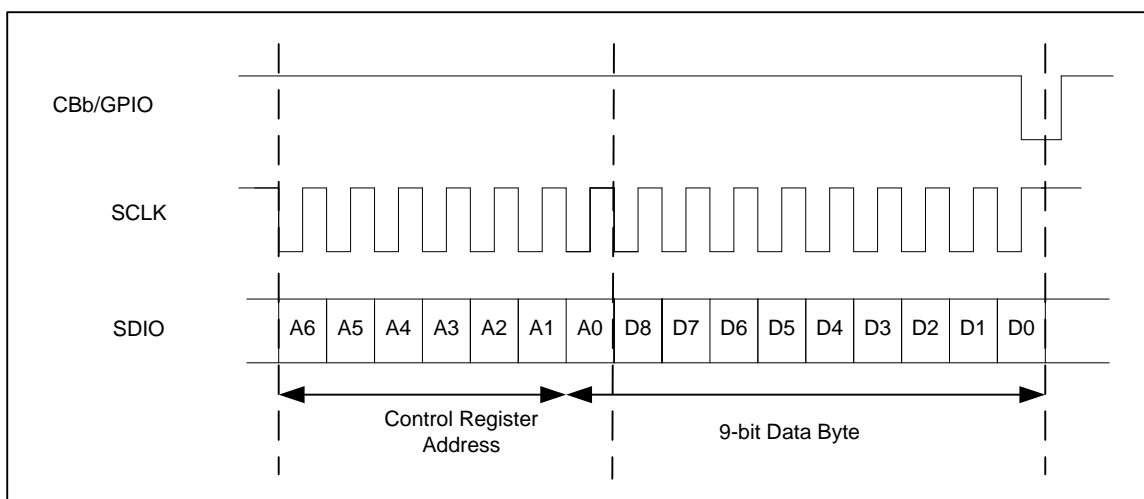 CBb/GPIO
SCLK
SDIO
A6 A5 A4 A3 A2 A1 A0 D8 D7 D6 D5 D4 D3 D2 D1 D0
Control Register
Address
9-bit Data Byte